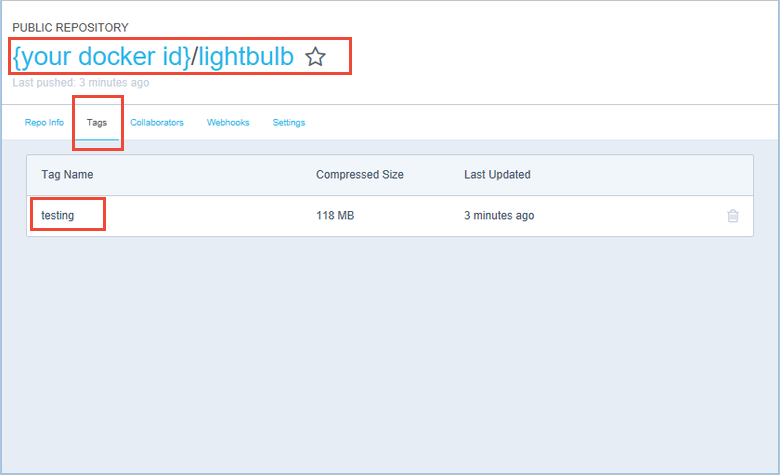 PUBLIC REPOSITORY
{your docker id}/lightbulb
Last pushed: 3 minutes ago
Repo Info Tags Collaborators Webhooks Settings
Tag Name Compressed Size Last Updated
testing 118 MB 3 minutes ago